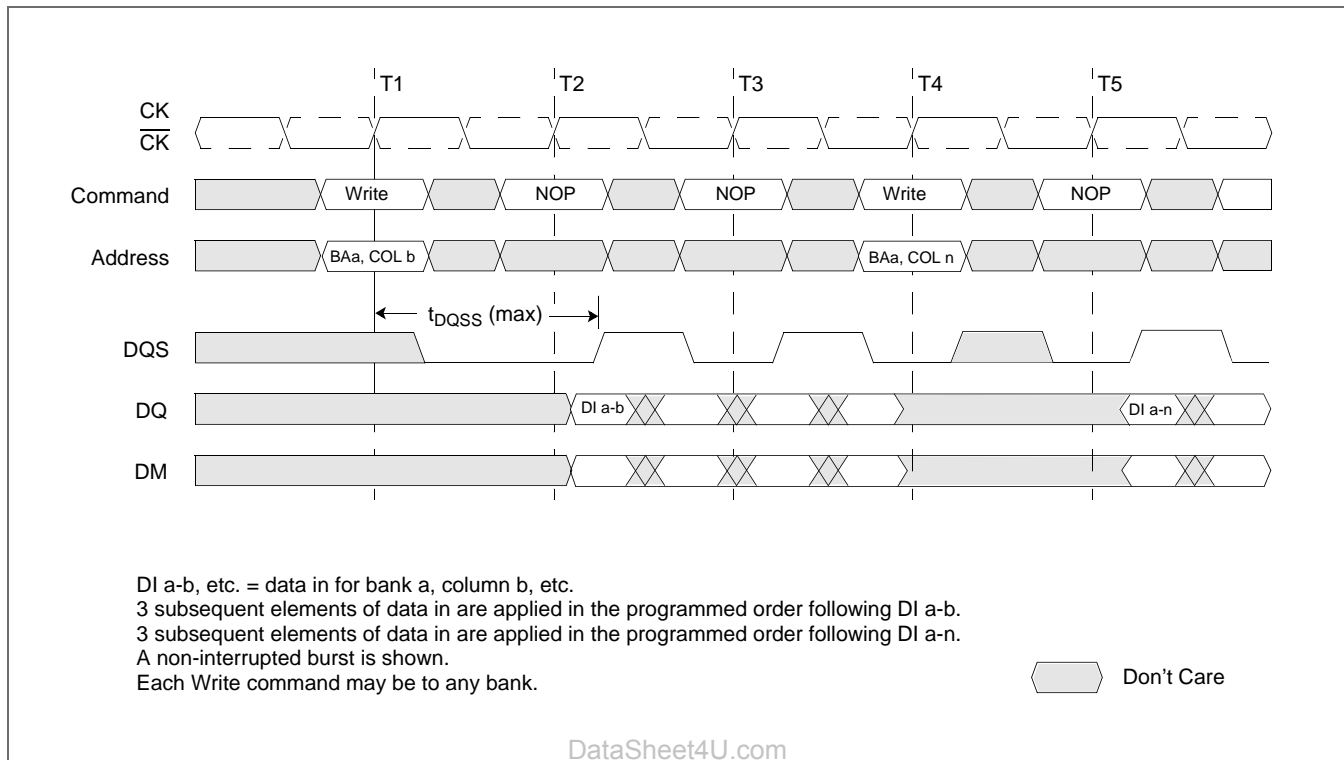 T1 T2 T3 T4 T5
CK
CK
Command Write NOP NOP Write NOP
Address BAa, COL b BAa, COL n
tDQSS (max)
DQS
DQ DI a-b DI a-n
DM
DI a-b, etc. = data in for bank a, column b, etc.
3 subsequent elements of data in are applied in the programmed order following DI a-b.
3 subsequent elements of data in are applied in the programmed order following DI a-n.
A non-interrupted burst is shown.
Each Write command may be to any bank.
Don't Care
DataSheet4U.com